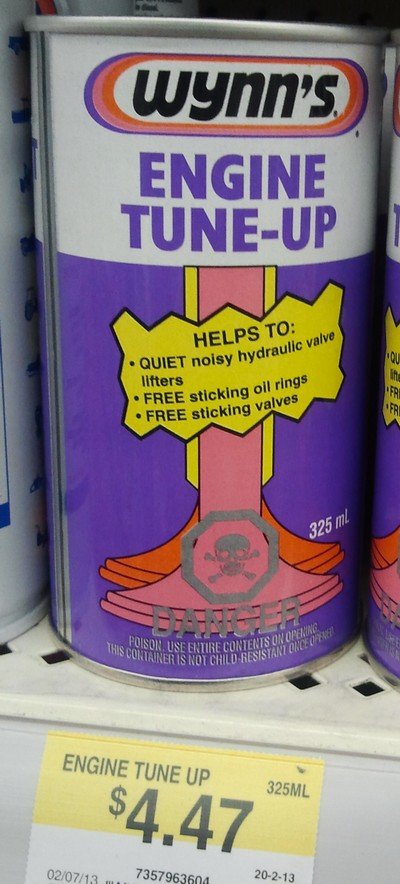 wynn's
ENGINE
TUNE-UP
HELPS TO:
• QUIET noisy hydraulic valve
lifters
• FREE sticking oil rings
• FREE sticking valves
325 mL
DANGER
POISON. USE ENTIRE CONTENTS ON OPENING.
THIS CONTAINER IS NOT CHILD-RESISTANT ONCE OPENED.
ENGINE TUNE UP
325ML
$4.47
02/07/13
7357963604
20-2-13